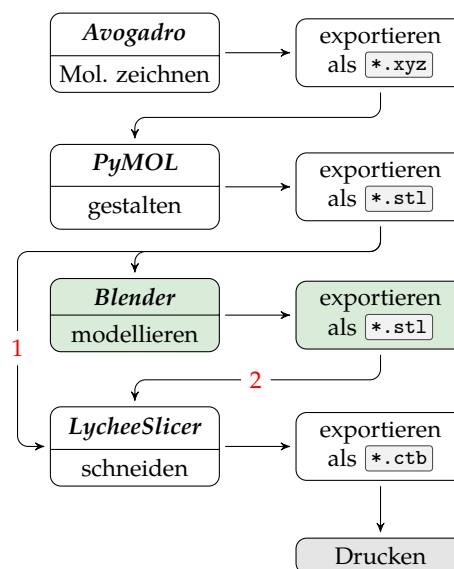 Avogadro
Mol. zeichnen
exportieren
als *.xyz
PyMOL
gestalten
exportieren
als *.stl
Blender
modellieren
exportieren
als *.stl
1
2
LycheeSlicer
schneiden
exportieren
als *.ctb
Drucken